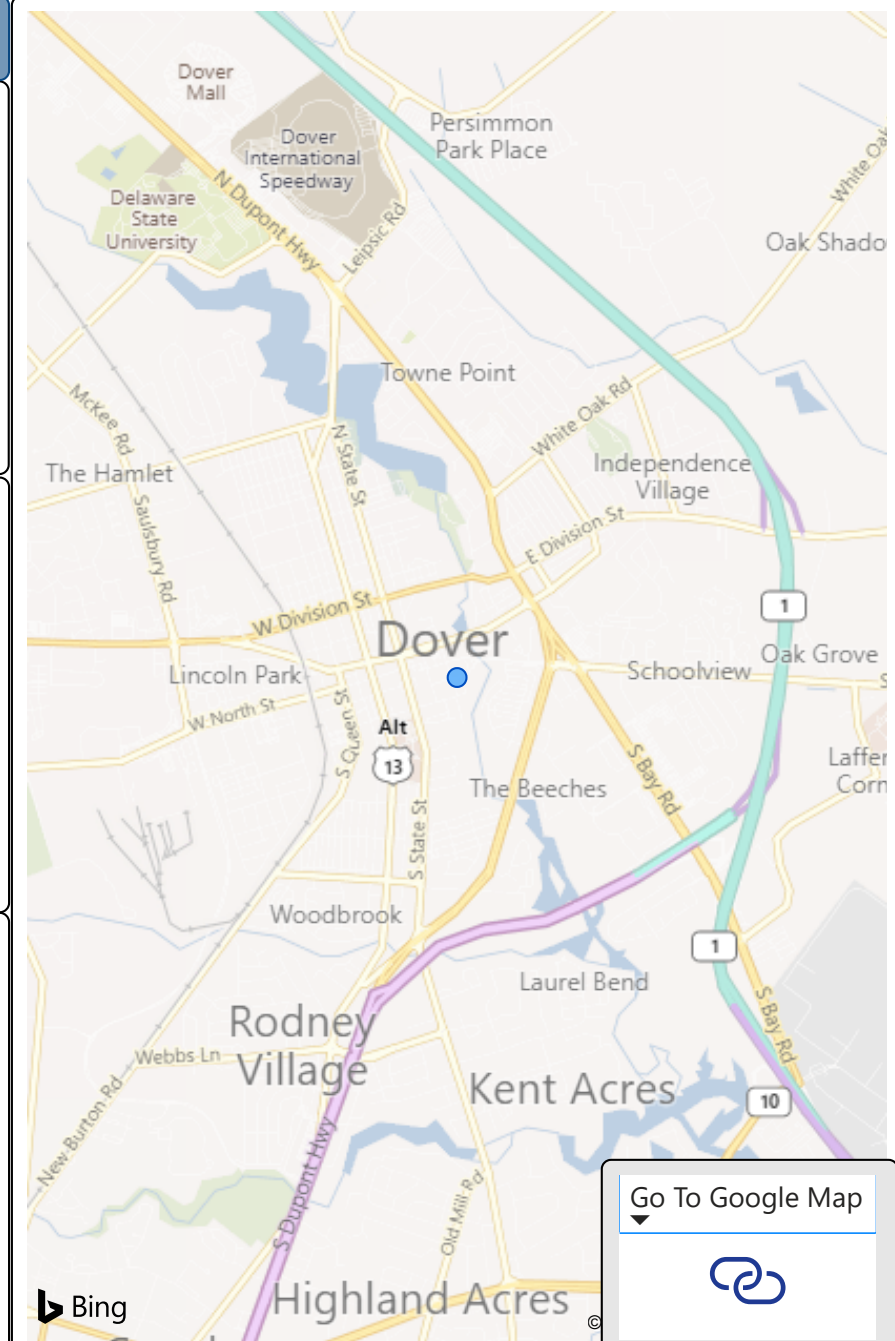 Dover
Mall
Dover
International
Speedway
Persimmon
Park Place
White Oak
Delaware
State
University
N Dupont Hwy
Leipsic Rd
Oak Shado
Towne Point
McKee Rd
White Oak Rd
N State St
The Hamlet
Independence
Village
Saulsbury Rd
E Division St
W Division St
1
Dover
Lincoln Park
Schoolview
Oak Grove
S
W North St
S Queen St
Alt
13
S Bay Rd
Laffer
Corn
The Beeches
S State St
Woodbrook
1
Laurel Bend
S Bay Rd
Rodney
Village
Webbs Ln
Kent Acres
10
New Burton Rd
S Dupont Hwy
Old Mill Rd
Go To Google Map
Highland Acres
Bing
©